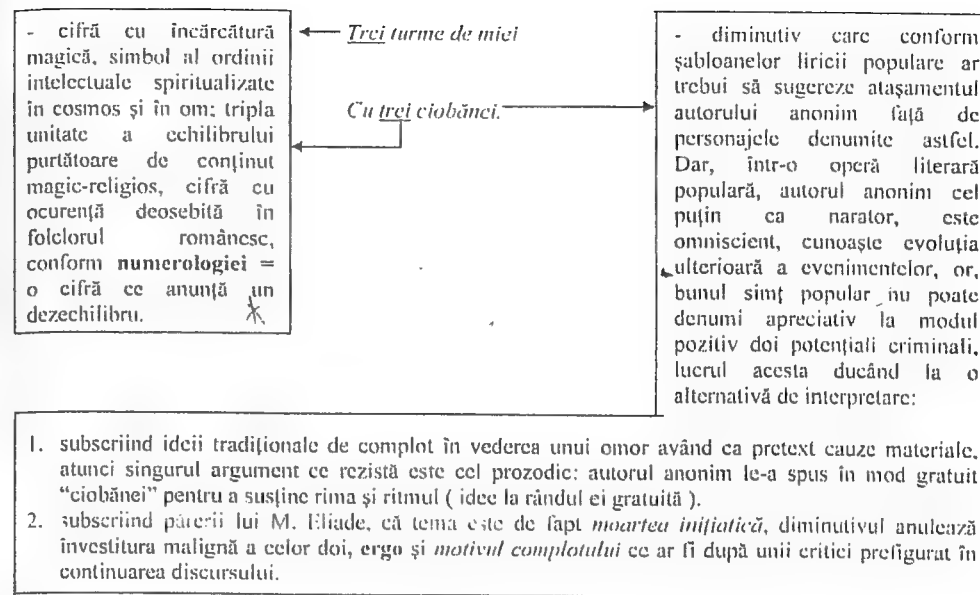 - cifră cu încărcătură
magică, simbol al ordinii
intelectuale spiritualizate
în cosmos și în om: tripla
unitate a echilibrului
purtătoare de conținut
magic-religios, cifră cu
ocurență deosebită în
folclorul românesc,
conform numerologiei =
o cifră ce anunță un
dezechilibru.
Trei turme de miei
Cu trei ciobănei.
- diminutiv care conform
șabloanelor liricii populare ar
trebui să sugereze atașamentul
autorului anonim față de
personajele denumite astfel.
Dar, într-o operă literară
populară, autorul anonim cel
puțin ca narator, este
omniscient, cunoaște evoluția
ulterioară a evenimentelor, or,
bunul simț popular nu poate
denumi apreciativ la modul
pozitiv doi potențiali criminali,
lucrul acesta ducând la o
alternativă de interpretare:
1. subscriind ideii tradiționale de complot în vederea unui omor având ca pretext cauze materiale,
atunci singurul argument ce rezistă este cel prozodic: autorul anonim le-a spus în mod gratuit
“ciobănei” pentru a susține rima și ritmul ( idee la rândul ei gratuită ).
2. subscriind părerii lui M. Eliade, că tema este de fapt moartea inițiatică, diminutivul anulează
învestitura malignă a celor doi, ergo și motivul complotului ce ar fi după unii critici prefigurat în
continuarea discursului.